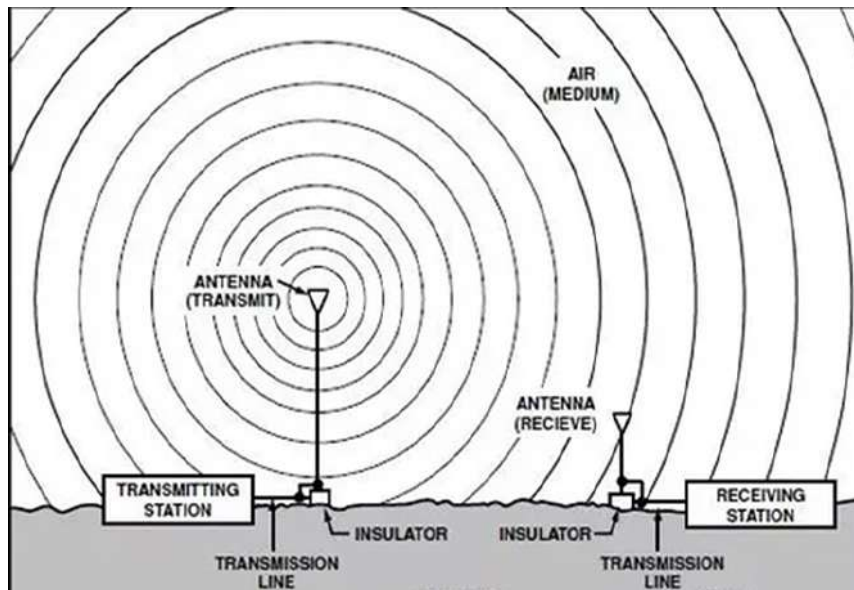 AIR
(MEDIUM)
ANTENNA
(TRANSMIT)
ANTENNA
(RECIEVE)
TRANSMITTING
STATION
RECEIVING
STATION
INSULATOR
INSULATOR
TRANSMISSION
LINE
TRANSMISSION
LINE